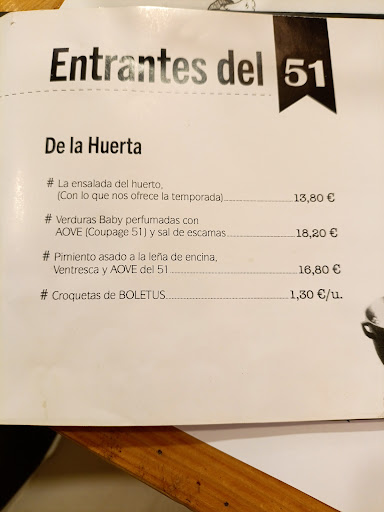 Entrantes del 51
De la Huerta
# La ensalada del huerto,
(Con lo que nos ofrece la temporada)..................13,80 €
# Verduras Baby perfumadas con
AOVE (Coupage 51) y sal de escamas..................18,20 €
# Pimiento asado a la leña de encina,
Ventresca y AOVE del 51..................16,80 €
# Croquetas de BOLETUS..................1,30 €/u.